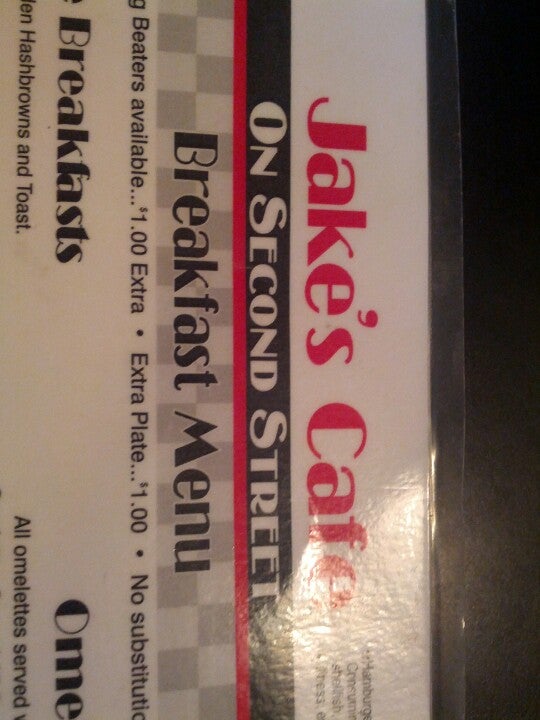 Jake's Cafe
ON SECOND STREET
Breakfast Menu
g Beaters available...$1.00 Extra • Extra Plate...$1.00 • No substitutio
e Breakfasts
den Hashbrowns and Toast.
Ome
All omelettes served